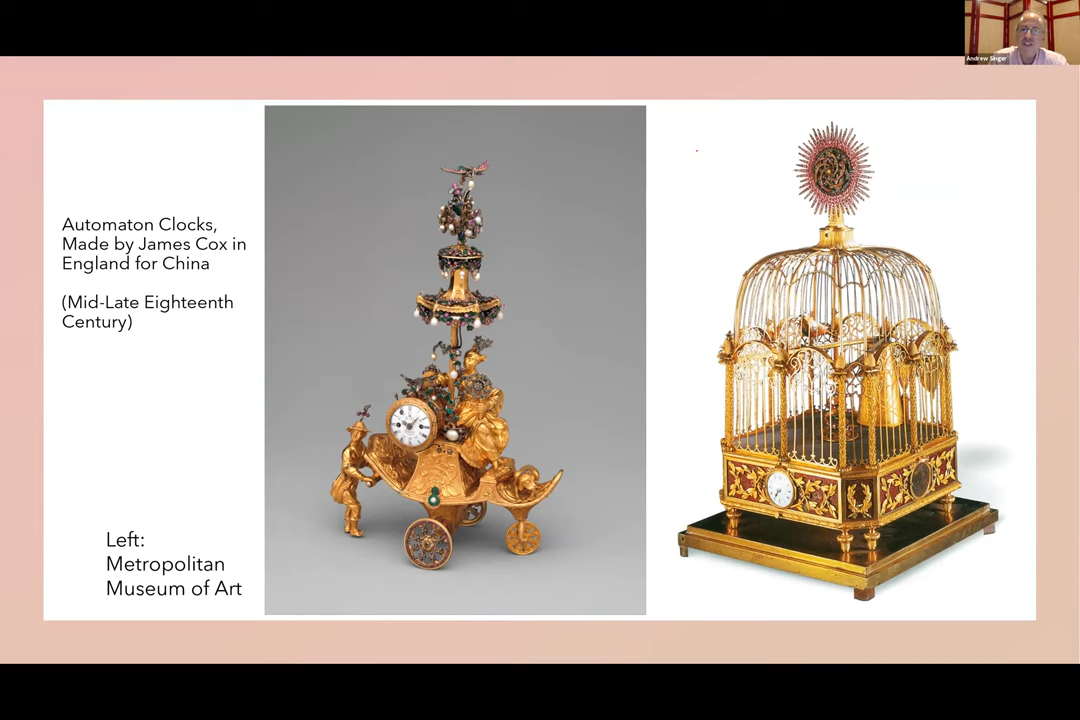 Andrew Singer
Automaton Clocks,
Made by James Cox in
England for China
(Mid-Late Eighteenth
Century)
Left:
Metropolitan
Museum of Art